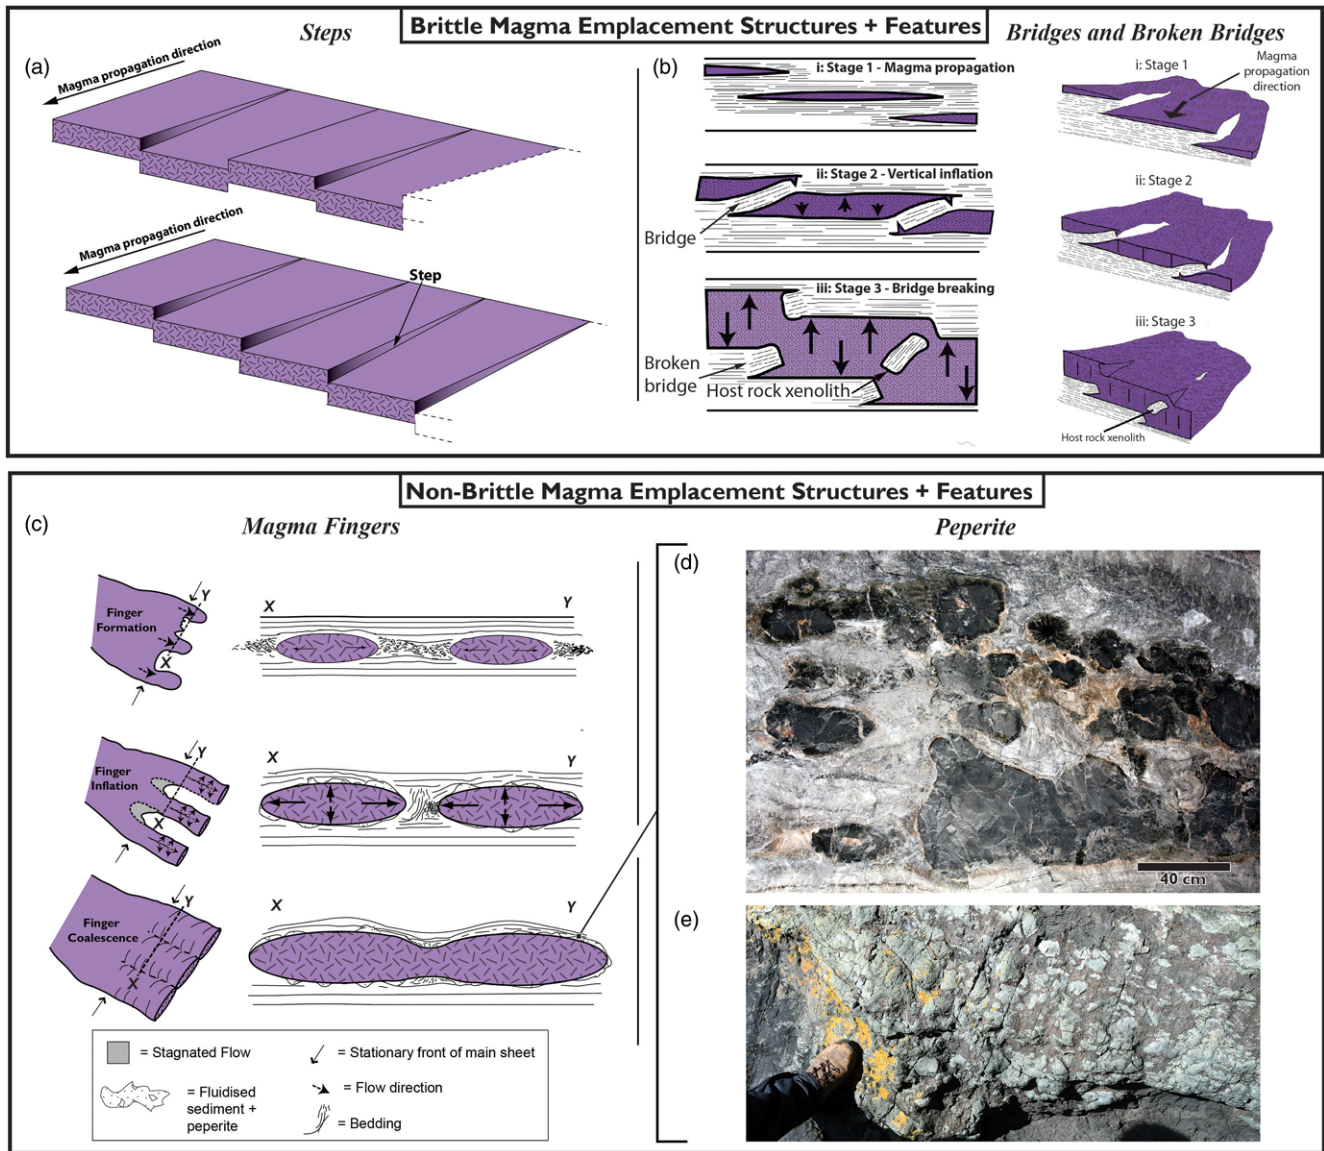 Brittle Magma Emplacement Structures + Features
Steps
Bridges and Broken Bridges
(a)
Magma propagation direction
Magma propagation direction
Step
(b)
i: Stage 1 - Magma propagation
ii: Stage 2 - Vertical inflation
Bridge
iii: Stage 3 - Bridge breaking
Broken
bridge
Host rock xenolith
i: Stage 1
Magma
propagation
direction
ii: Stage 2
iii: Stage 3
Host rock xenolith
Non-Brittle Magma Emplacement Structures + Features
(c)
Magma Fingers
Peperite
Finger
Formation
X
Y
X
Y
Finger
Inflation
X
Y
X
Y
Finger
Coalescence
X
Y
X
Y
= Stagnated Flow
= Fluidised
sediment +
peperite
= Stationary front of main sheet
= Flow direction
= Bedding
(d)
40 cm
(e)